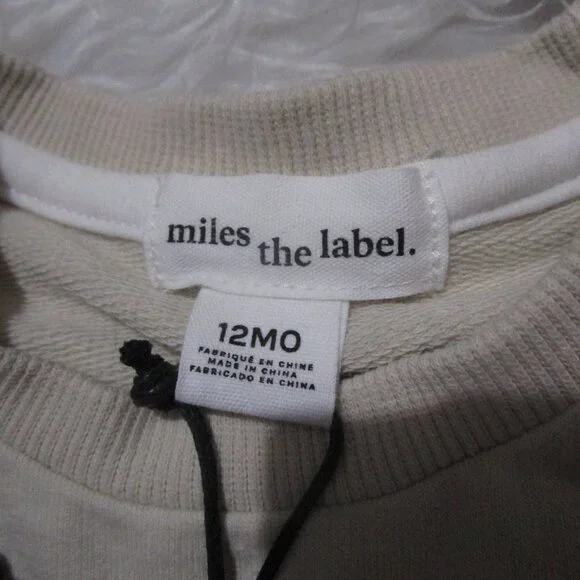 miles the label.
12MO
FABRIQUÉ EN CHINE
MADE IN CHINA
FABRICADO EN CHINA